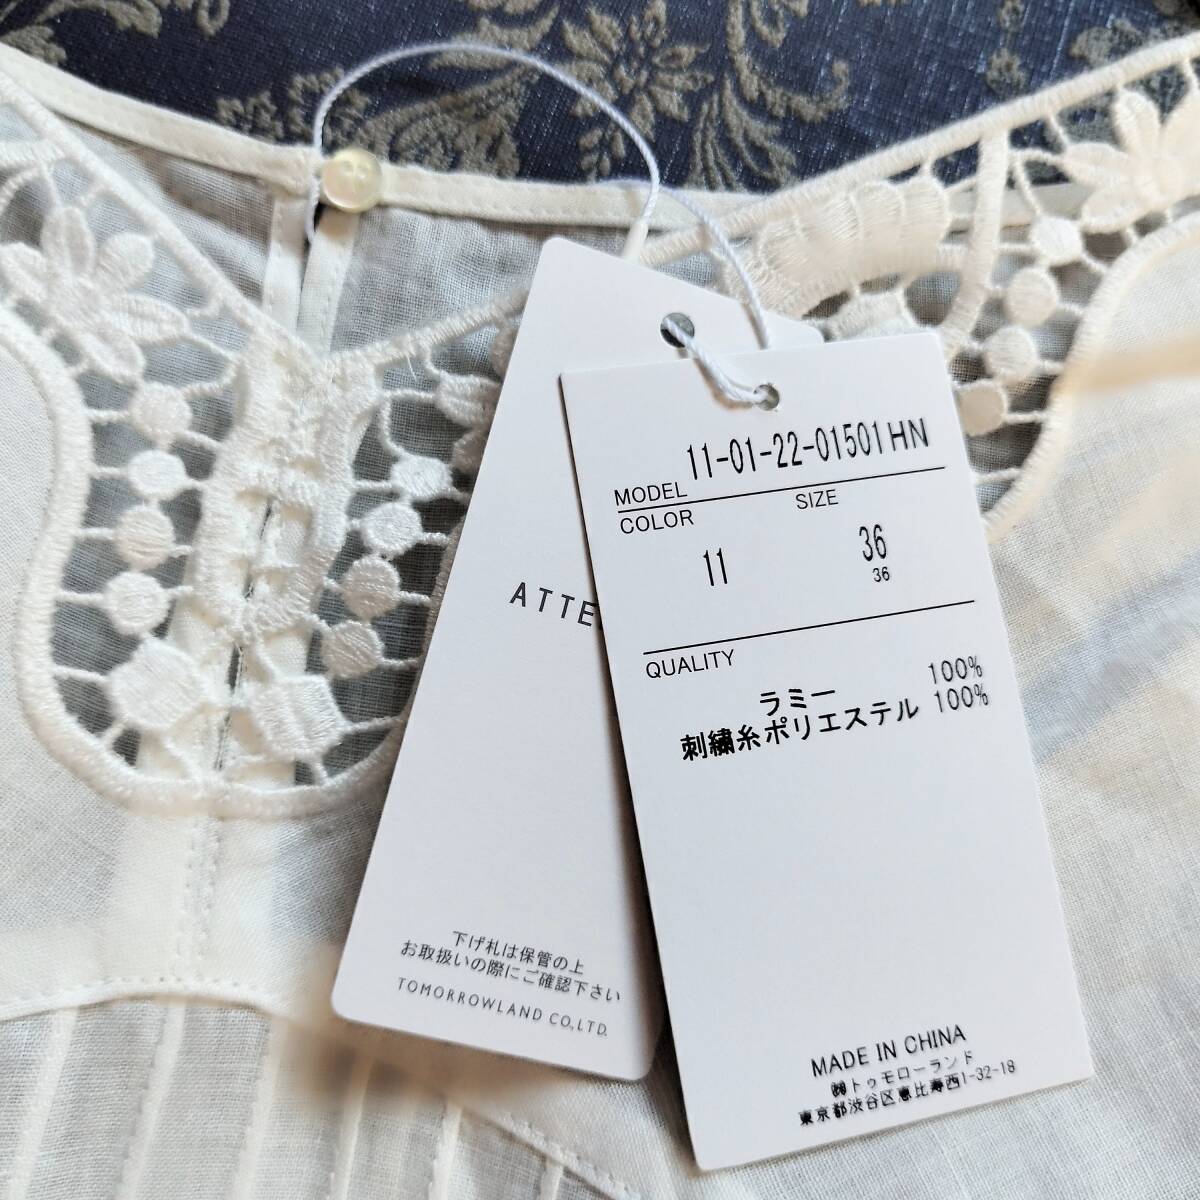 ATTE
下げ札は保管の上
お取扱いの際にご確認下さい
TOMORROWLAND CO.,LTD.
11-01-22-01501HN
MODEL
COLOR SIZE
11 36
36
QUALITY
ラミー 100%
刺繍糸ポリエステル 100%
MADE IN CHINA
㈱トゥモローランド
東京都渋谷区恵比寿西1-32-18